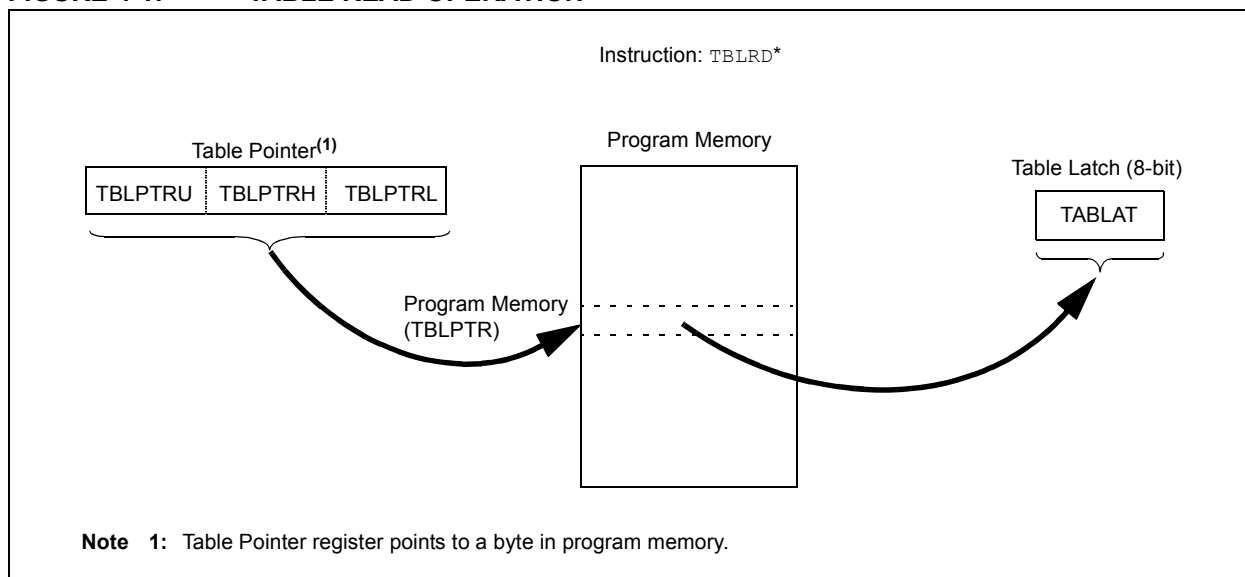 Instruction: TBLRD*
Table Pointer(1)
Program Memory
Table Latch (8-bit)
TBLPTRU TBLPTRH TBLPTRL
TABLAT
Program Memory
(TBLPTR)
Note 1: Table Pointer register points to a byte in program memory.